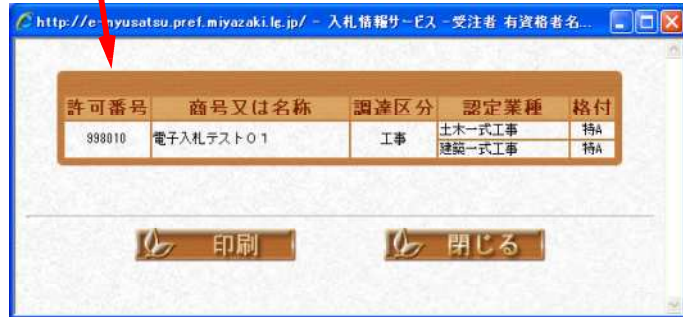 http://e-nyusatsu.pref.miyazaki.lg.jp/ - 入札情報サービス -受注者 有資格者名...
許可番号 商号又は名称 調達区分 認定業種 格付
998010 電子入札テスト０１ 工事 土木一式工事 特A
建築一式工事 特A
印刷 閉じる